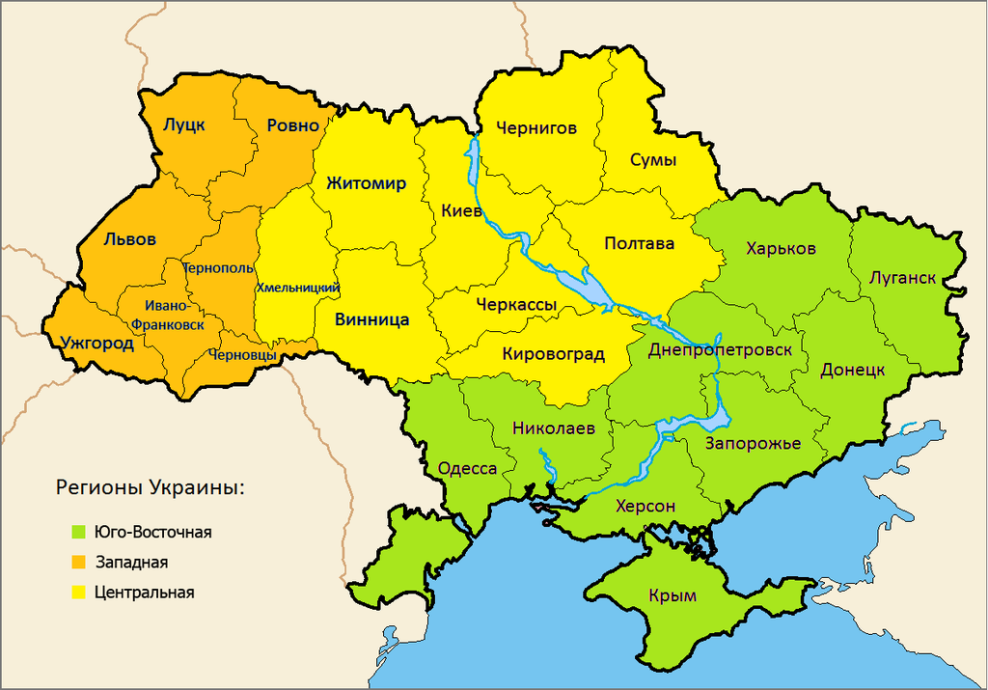 Луцк
Ровно
Чернигов
Сумы
Житомир
Киев
Львов
Полтава
Харьков
Тернополь
Хмельницкий
Луганск
Ивано-
Франковск
Черкассы
Винница
Ужгород
Черновцы
Кировоград
Днепропетровск
Донецк
Николаев
Запорожье
Одесса
Херсон
Крым
Регионы Украины:
Юго-Восточная
Западная
Центральная